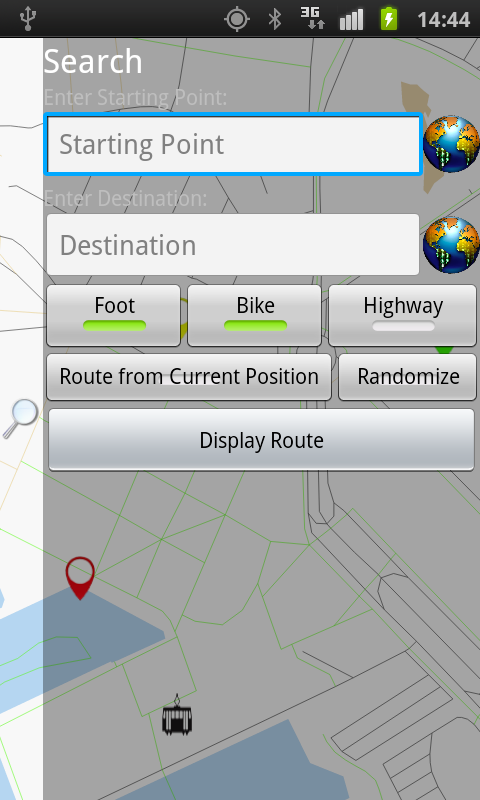 3G 14:44
Search
Enter Starting Point:
Starting Point
Enter Destination:
Destination
Foot Bike Highway
Route from Current Position Randomize
Display Route